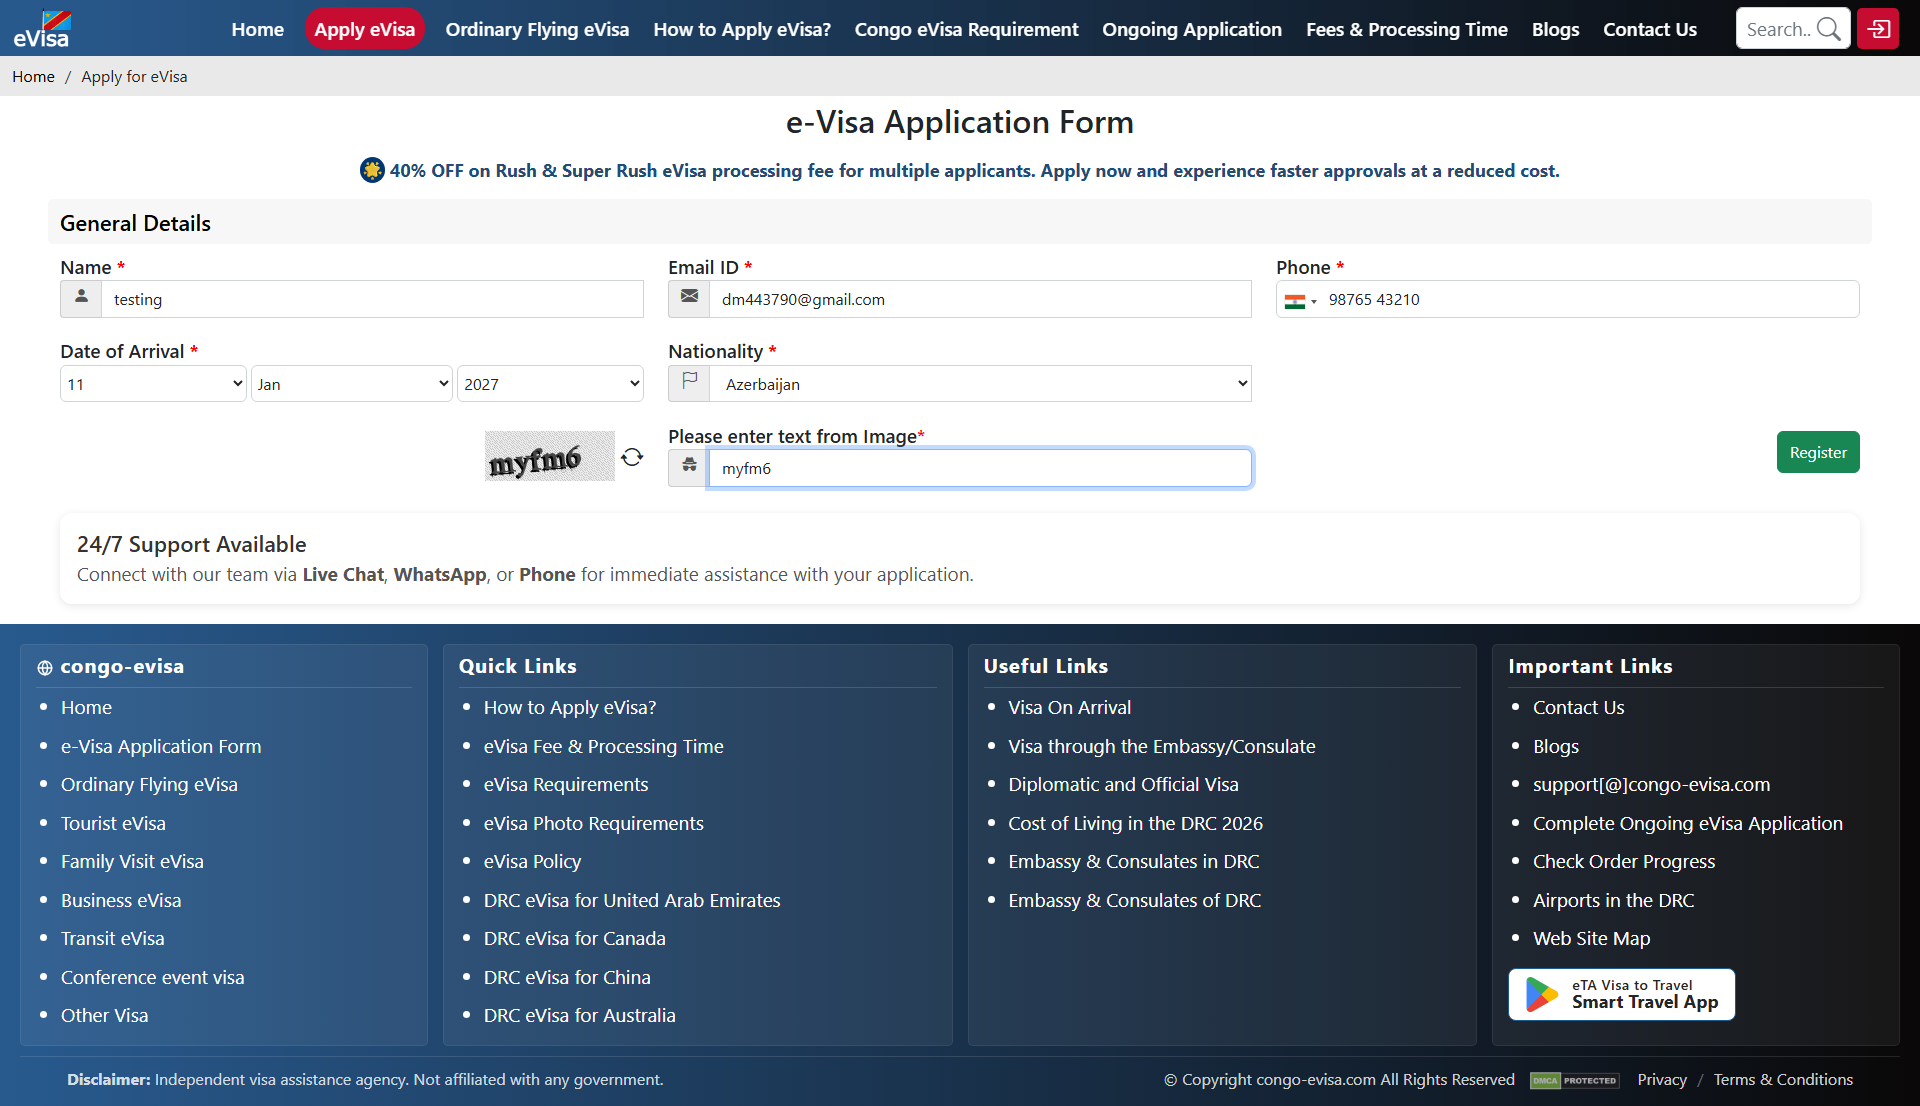 eVisa
Home
Apply eVisa
Ordinary Flying eVisa
How to Apply eVisa?
Congo eVisa Requirement
Ongoing Application
Fees & Processing Time
Blogs
Contact Us
Search..
Home / Apply for eVisa
e-Visa Application Form
40% OFF on Rush & Super Rush eVisa processing fee for multiple applicants. Apply now and experience faster approvals at a reduced cost.
General Details
Name *
testing
Email ID *
dm443790@gmail.com
Phone *
98765 43210
Date of Arrival *
11
Jan
2027
Nationality *
Azerbaijan
myfm6
Please enter text from Image*
myfm6
Register
24/7 Support Available
Connect with our team via Live Chat, WhatsApp, or Phone for immediate assistance with your application.
congo-evisa
Home
e-Visa Application Form
Ordinary Flying eVisa
Tourist eVisa
Family Visit eVisa
Business eVisa
Transit eVisa
Conference event visa
Other Visa
Quick Links
How to Apply eVisa?
eVisa Fee & Processing Time
eVisa Requirements
eVisa Photo Requirements
eVisa Policy
DRC eVisa for United Arab Emirates
DRC eVisa for Canada
DRC eVisa for China
DRC eVisa for Australia
Useful Links
Visa On Arrival
Visa through the Embassy/Consulate
Diplomatic and Official Visa
Cost of Living in the DRC 2026
Embassy & Consulates in DRC
Embassy & Consulates of DRC
Important Links
Contact Us
Blogs
support[@]congo-evisa.com
Complete Ongoing eVisa Application
Check Order Progress
Airports in the DRC
Web Site Map
eTA Visa to Travel
Smart Travel App
Disclaimer: Independent visa assistance agency. Not affiliated with any government.
© Copyright congo-evisa.com All Rights Reserved
DMCA PROTECTED
Privacy / Terms & Conditions